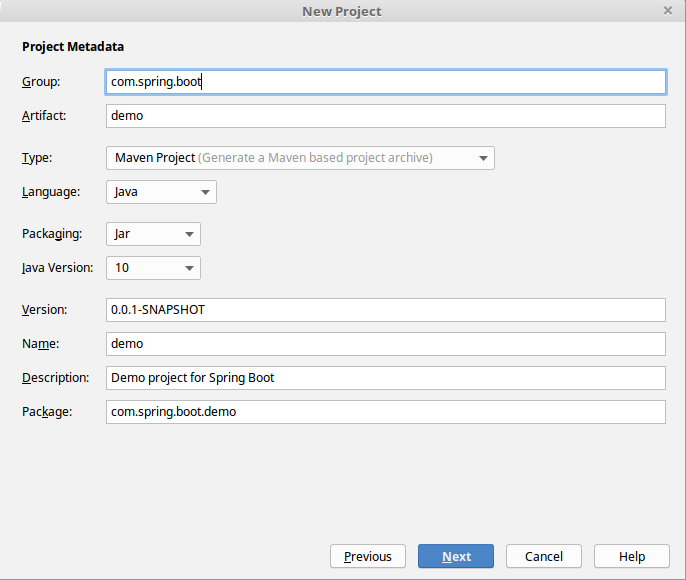 New Project
Project Metadata
Group: com.spring.boot
Artifact: demo
Type: Maven Project (Generate a Maven based project archive)
Language: Java
Packaging: Jar
Java Version: 10
Version: 0.0.1-SNAPSHOT
Name: demo
Description: Demo project for Spring Boot
Package: com.spring.boot.demo
Previous Next Cancel Help